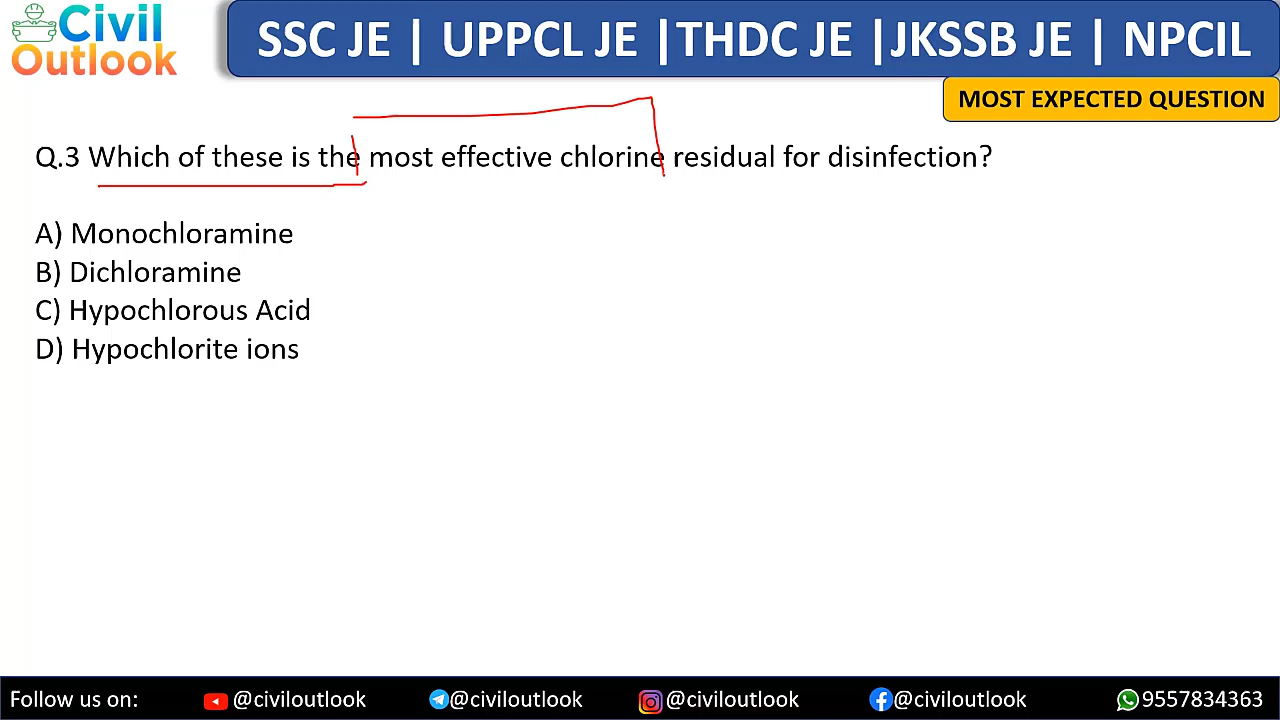 Civil
Outlook
SSC JE | UPPCL JE |THDC JE |JKSSB JE | NPCIL
MOST EXPECTED QUESTION
Q.3 Which of these is the most effective chlorine residual for disinfection?
A) Monochloramine
B) Dichloramine
C) Hypochlorous Acid
D) Hypochlorite ions
Follow us on: @civiloutlook @civiloutlook @civiloutlook @civiloutlook 9557834363